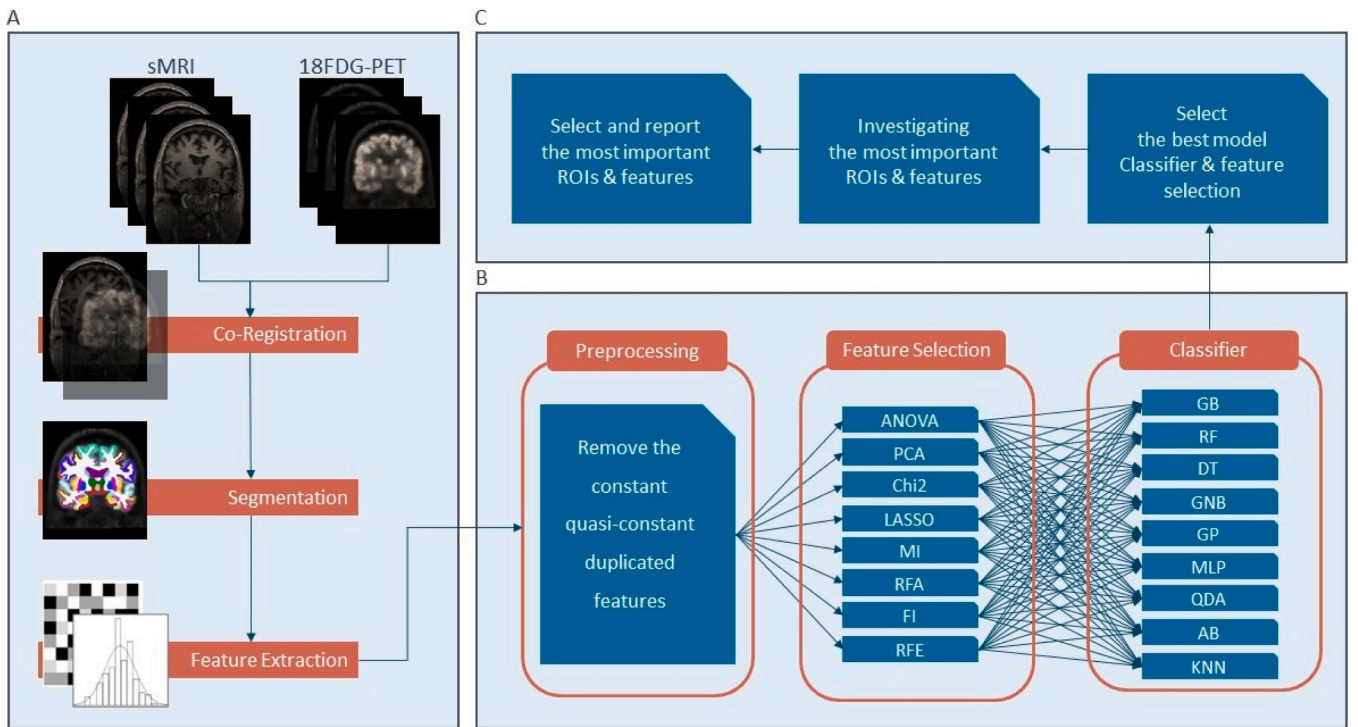 A
sMRI
18FDG-PET
Co-Registration
Segmentation
Feature Extraction
C
Select and report
the most important
ROIs & features
Investigating
the most important
ROIs & features
Select
the best model
Classifier & feature
selection
B
Preprocessing
Remove the
constant
quasi-constant
duplicated
features
Feature Selection
ANOVA
PCA
Chi2
LASSO
MI
RFA
FI
RFE
Classifier
GB
RF
DT
GNB
GP
MLP
QDA
AB
KNN